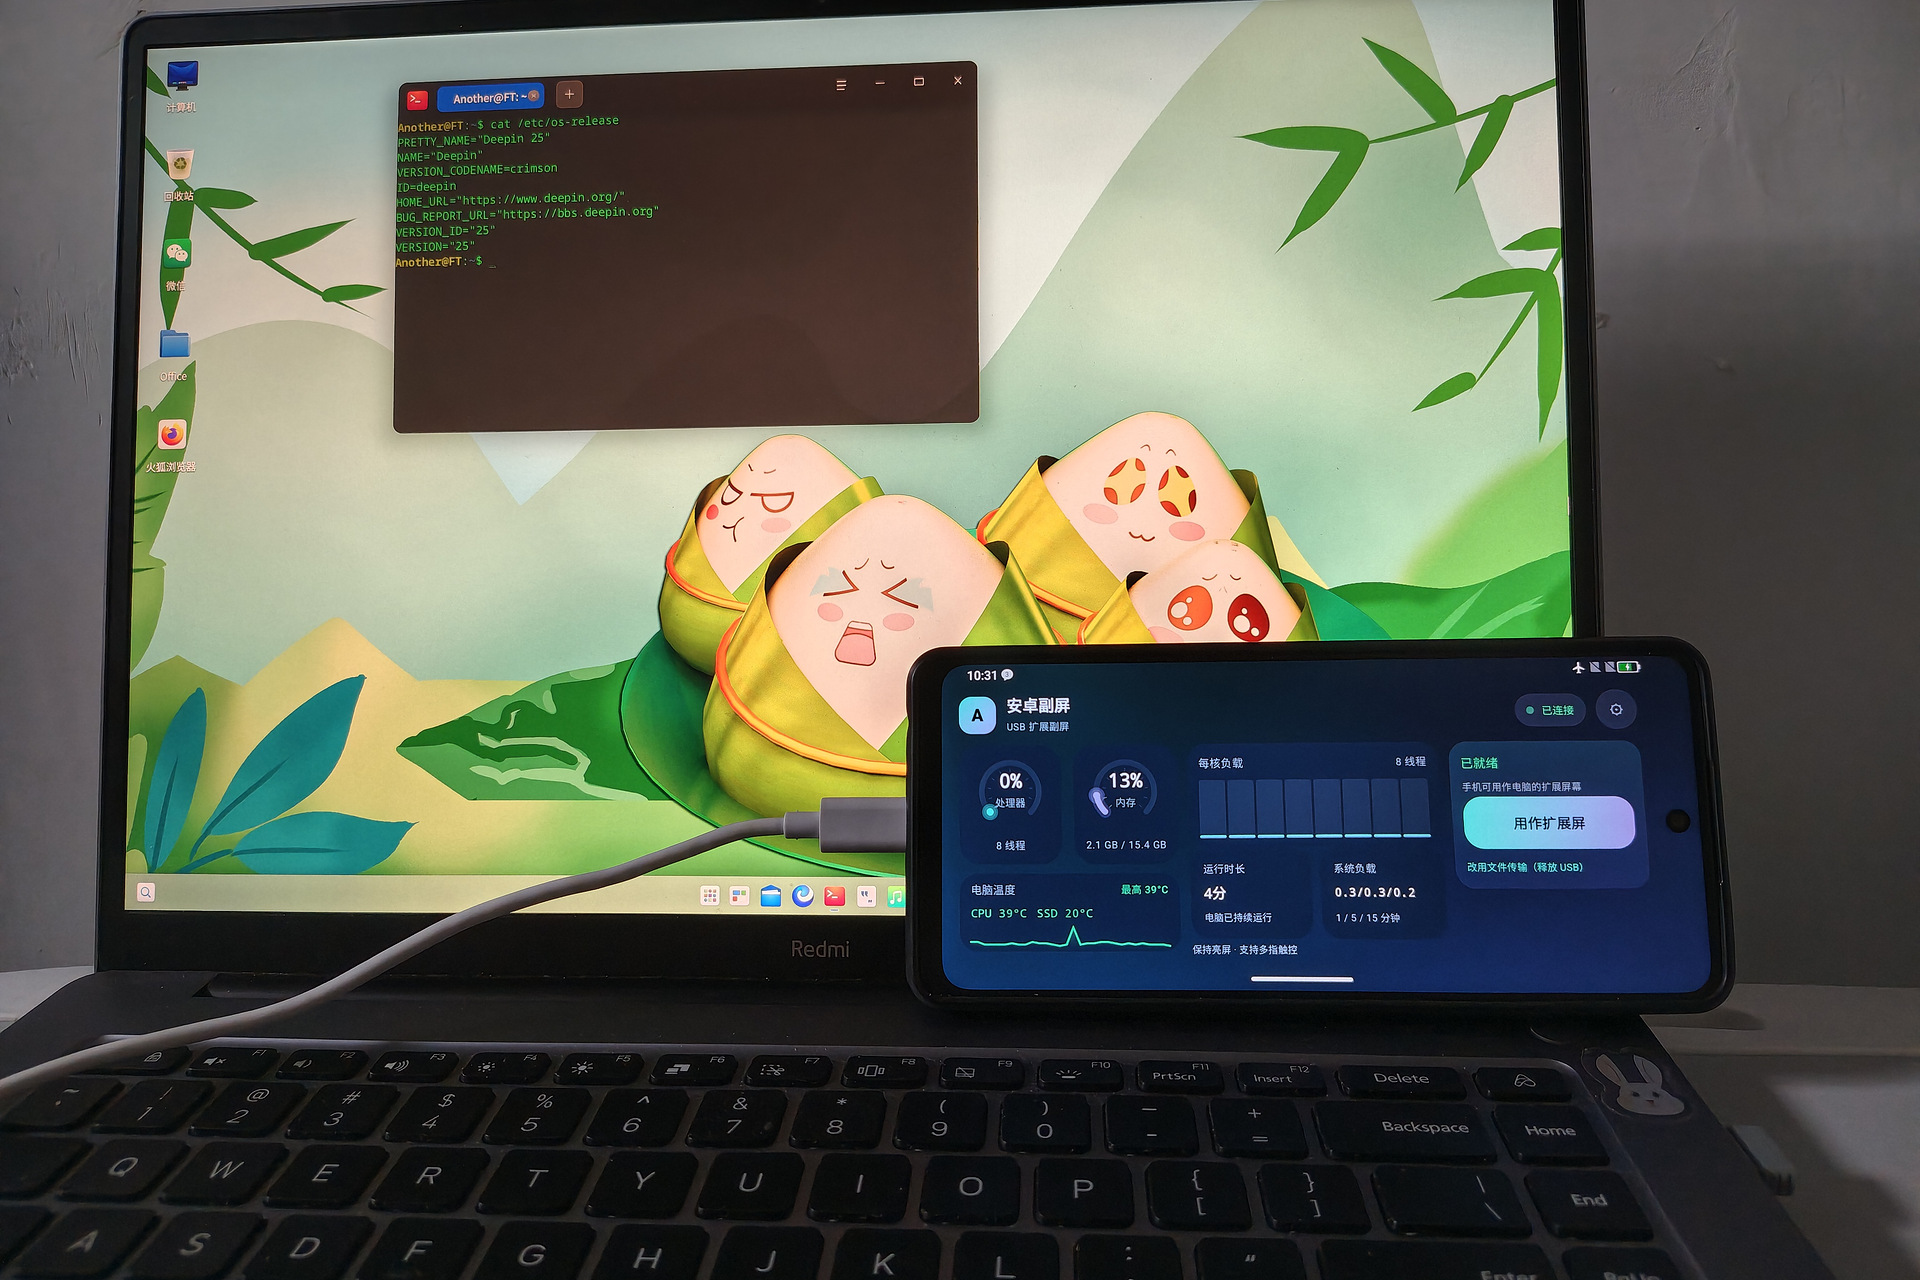 计算机
回收站
微信
Office
火狐浏览器
Another@FT: ~
Another@FT:~$ cat /etc/os-release
PRETTY_NAME="Deepin 25"
NAME="Deepin"
VERSION_CODENAME=crimson
ID=deepin
HOME_URL="https://www.deepin.org/"
BUG_REPORT_URL="https://bbs.deepin.org"
VERSION_ID="25"
VERSION="25"
Another@FT:~$ _
Redmi
10:31
A
安卓副屏
USB 扩展副屏
已连接
0%
处理器
8 线程
13%
内存
2.1 GB / 15.4 GB
电脑温度 最高 39°C
CPU 39°C SSD 20°C
每核负载 8 线程
运行时长
4分
电脑已持续运行
系统负载
0.3/0.3/0.2
1 / 5 / 15 分钟
保持亮屏 · 支持多指触控
已就绪
手机可用作电脑的扩展屏幕
用作扩展屏
改用文件传输（释放 USB）
F1 F2 F3 F4 F5 F6 F7 F8 F9 F10 PrtScn F11 Insert F12 Delete
~ ! @ # $ % ^ & * ( ) — +
1 2 3 4 5 6 7 8 9 0 - = Backspace Home
Q W E R T Y U I O P { [ } ] | \ End
A S D F G H J K L : " Enter